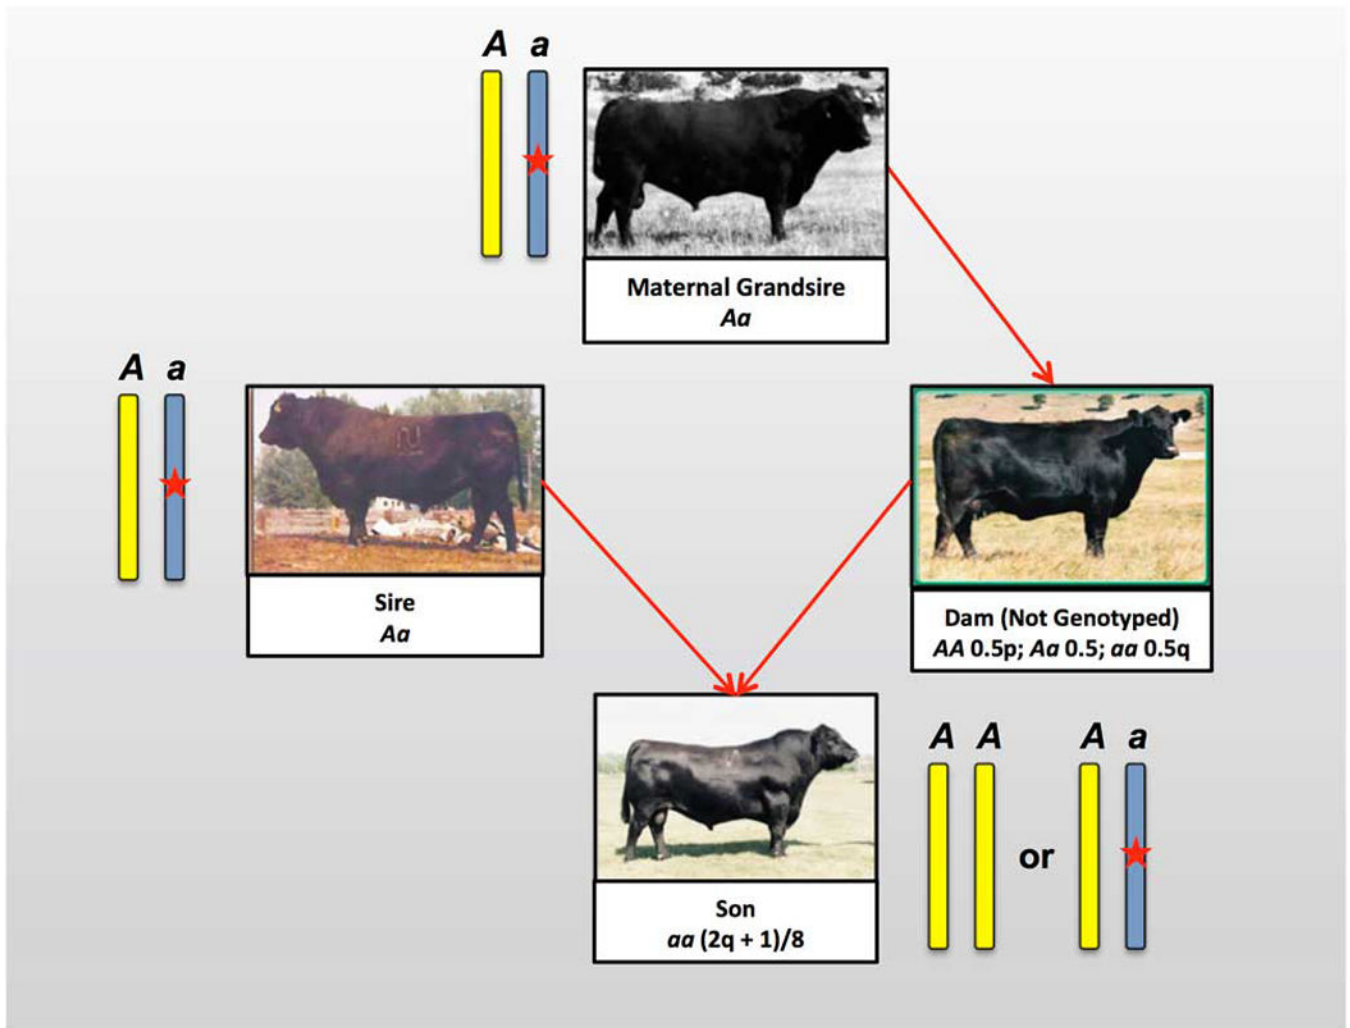 A a
Maternal Grandsire
Aa
A a
Sire
Aa
Dam (Not Genotyped)
AA 0.5p; Aa 0.5; aa 0.5q
A A
or
A a
Son
aa (2q + 1)/8